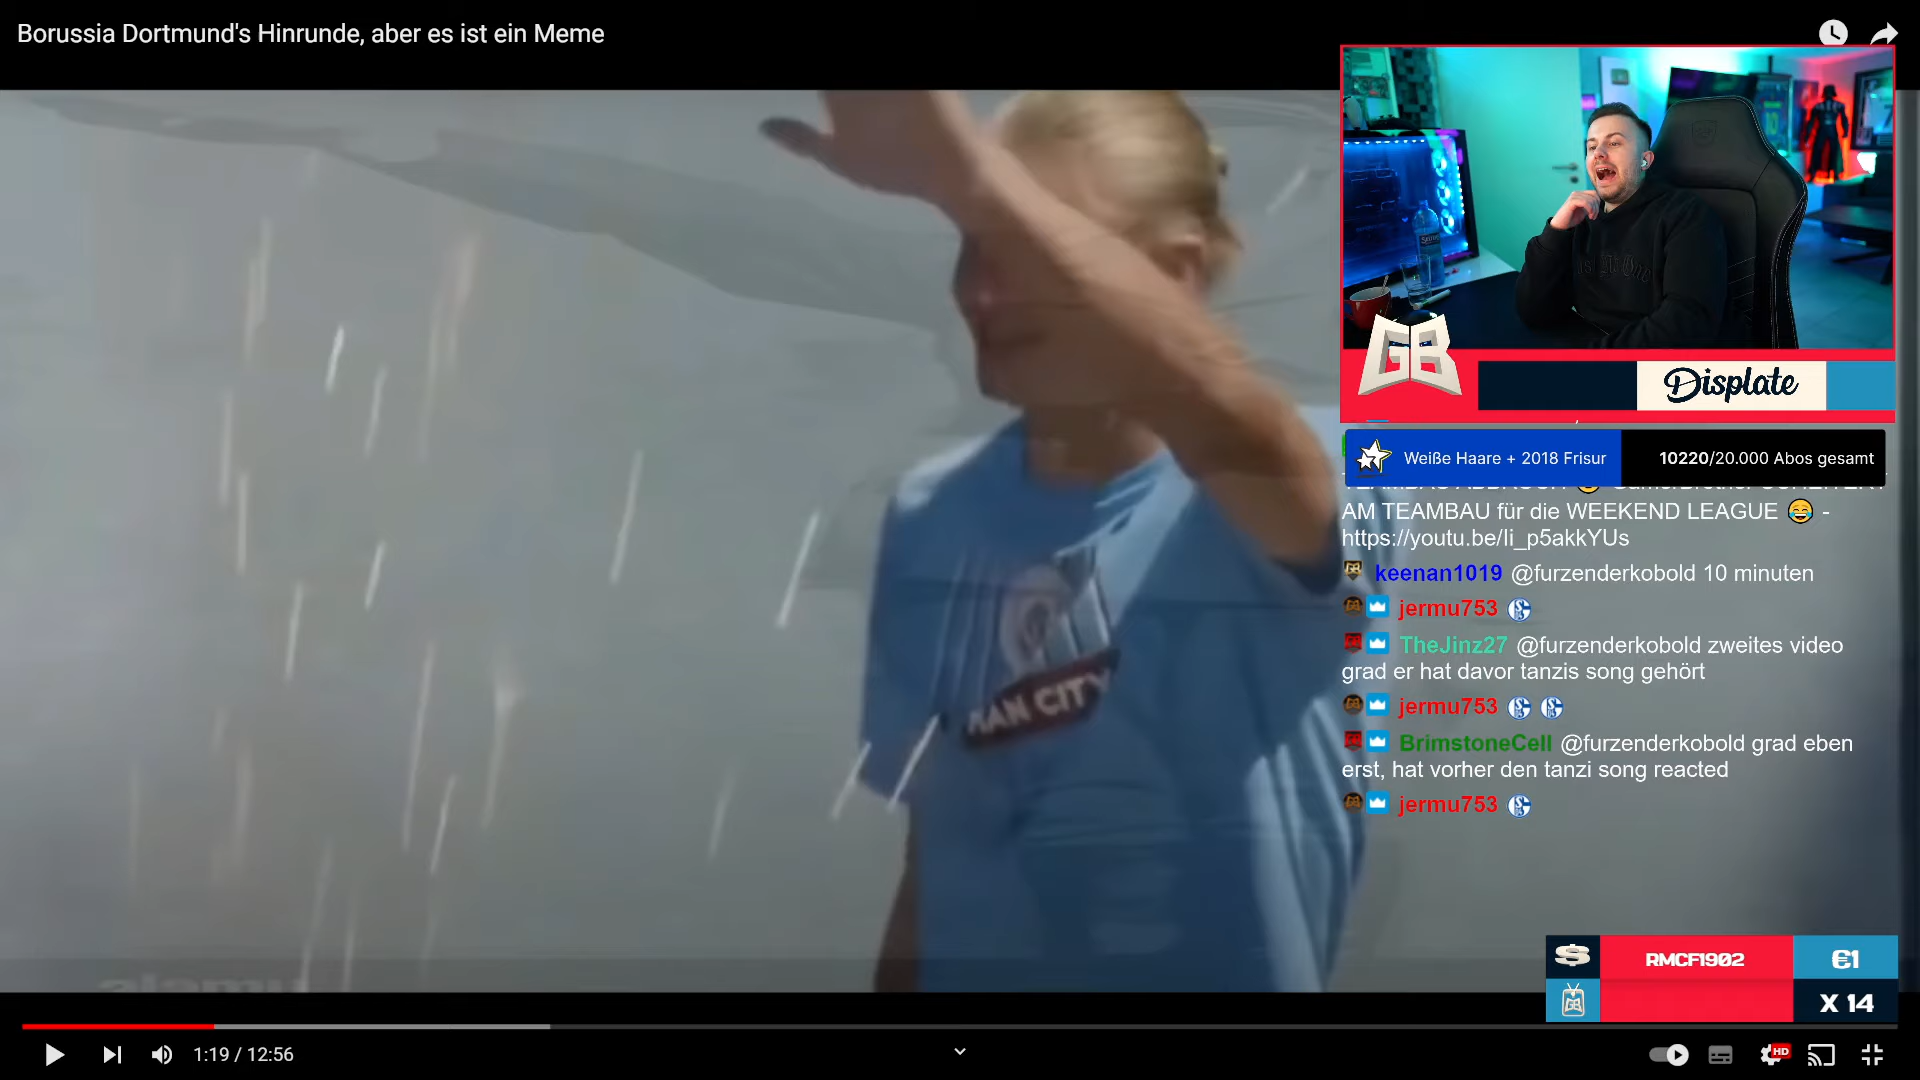 Borussia Dortmund's Hinrunde, aber es ist ein Meme
MAN CITY
GB
Displate
Weiße Haare + 2018 Frisur
10220/20.000 Abos gesamt
AM TEAMBAU für die WEEKEND LEAGUE 😂 -
https://youtu.be/li_p5akkYUs
keenan1019 @furzenderkobold 10 minuten
jermu753
TheJinz27 @furzenderkobold zweites video
grad er hat davor tanzis song gehört
jermu753
BrimstoneCell @furzenderkobold grad eben
erst, hat vorher den tanzi song reacted
jermu753
alamy
RMCF1902 €1
X 14
1:19 / 12:56
HD